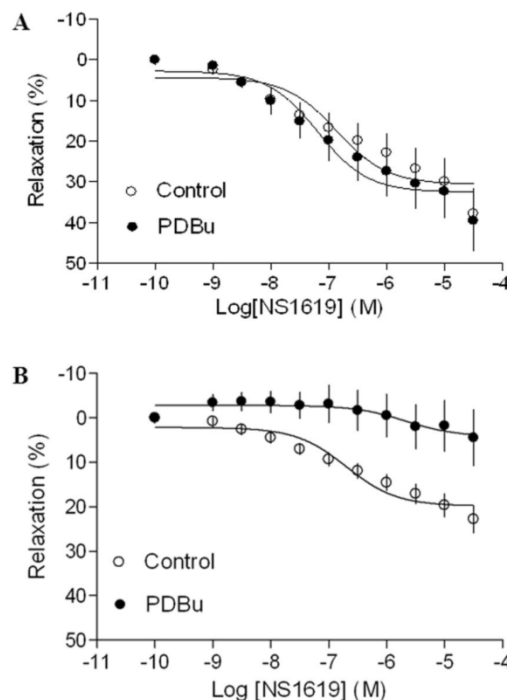 A
-10
0
10
20
30
40
50
Relaxation (%)
Control
PDBu
-11 -10 -9 -8 -7 -6 -5 -4
Log[NS1619] (M)
B
-10
0
10
20
30
40
50
Relaxation (%)
Control
PDBu
-11 -10 -9 -8 -7 -6 -5 -4
Log [NS1619] (M)